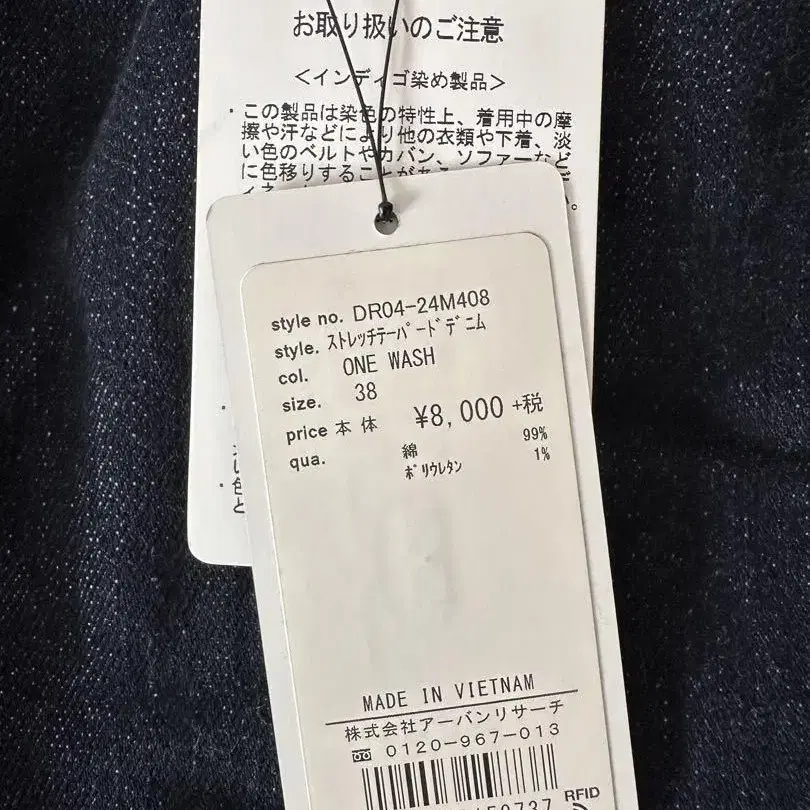 お取り扱いのご注意
＜インディゴ染め製品＞
・この製品は染色の特性上、着用中の摩
擦や汗などにより他の衣類や下着、淡
い色のベルトやカバン、ソファーなど
に色移りすることがある
style no. DR04-24M408
style. ｽﾄﾚｯﾁﾃｰﾊﾟｰﾄﾞﾃﾞﾆﾑ
col. ONE WASH
size. 38
price 本体 ¥8,000 +税
qua. 綿 99%
ﾎﾟﾘｳﾚﾀﾝ 1%
MADE IN VIETNAM
株式会社アーバンリサーチ
0120-967-013
RFID